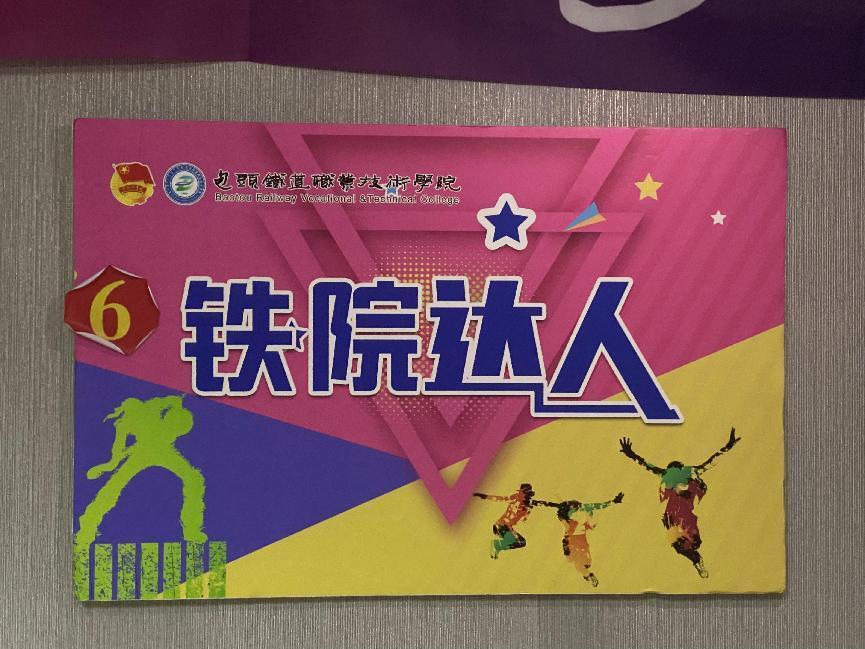 包頭鐵道職業技術學院
Baotou Railway Vocational &Technical College
6
铁院达人